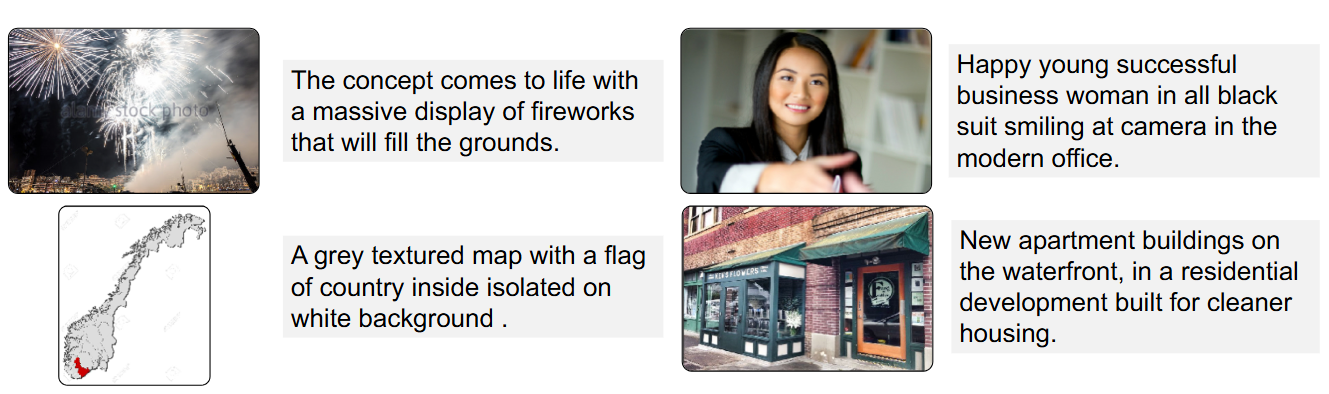 The concept comes to life with
a massive display of fireworks
that will fill the grounds.
stock photo
Happy young successful
business woman in all black
suit smiling at camera in the
modern office.
A grey textured map with a flag
of country inside isolated on
white background .
FLOWERS
New apartment buildings on
the waterfront, in a residential
development built for cleaner
housing.